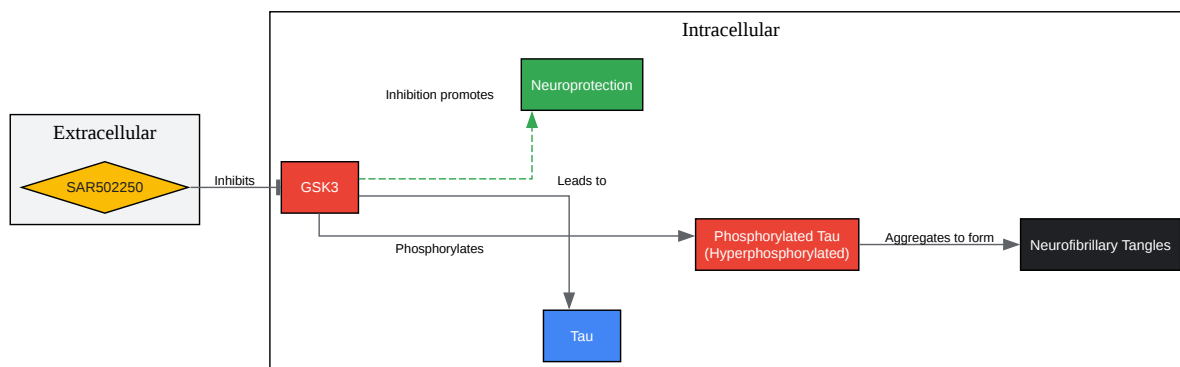 Intracellular
Neuroprotection
Inhibition promotes
Extracellular
SAR502250
Inhibits
GSK3
Leads to
Phosphorylates
Phosphorylated Tau
(Hyperphosphorylated)
Aggregates to form
Neurofibrillary Tangles
Tau